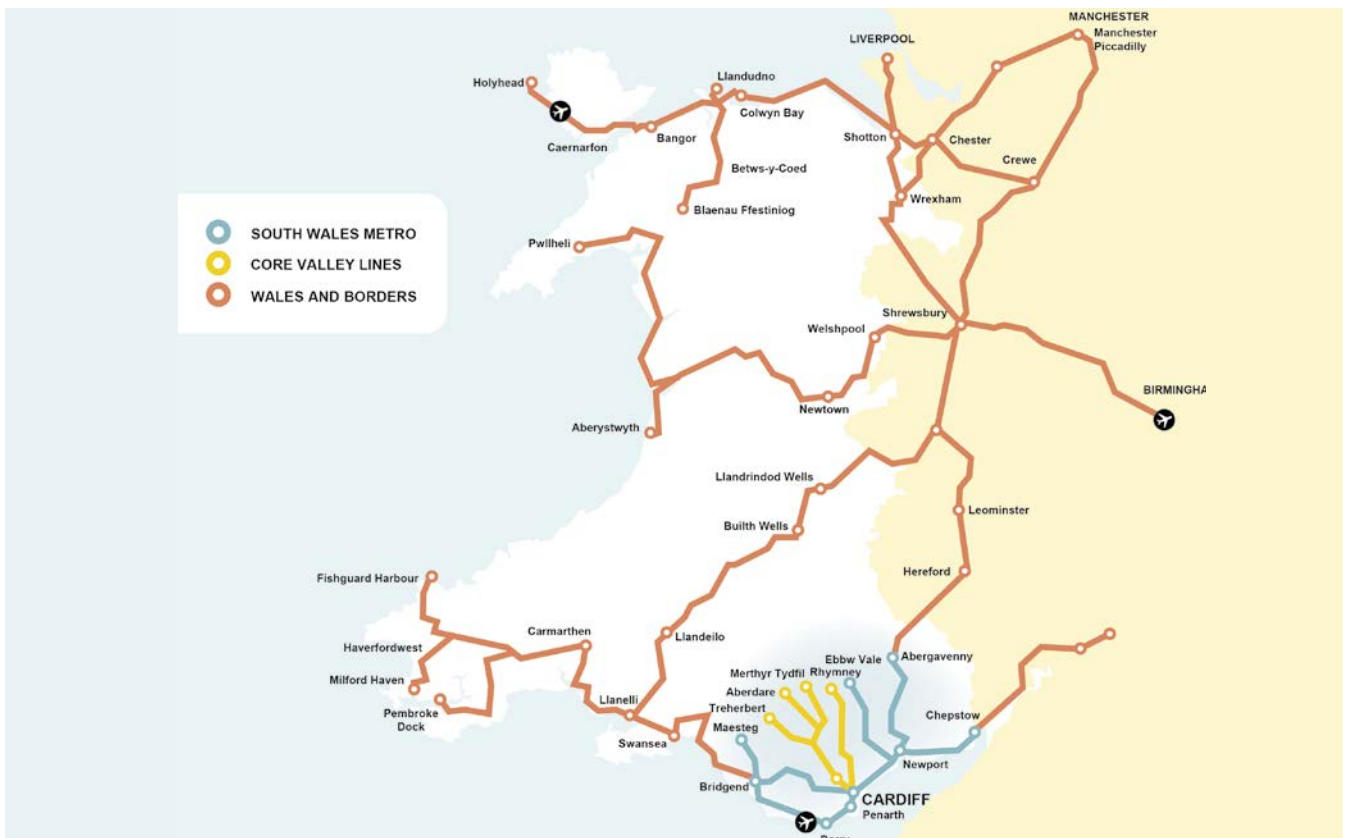 MANCHESTER
Manchester
Piccadilly
LIVERPOOL
Holyhead
Llandudno
Colwyn Bay
Bangor
Caernarfon
Shotton
Chester
Crewe
Betws-y-Coed
Wrexham
Blaenau Ffestiniog
SOUTH WALES METRO
CORE VALLEY LINES
WALES AND BORDERS
Pwllheli
Shrewsbury
Welshpool
BIRMINGHA
Newtown
Aberystwyth
Llandrindod Wells
Leominster
Builth Wells
Hereford
Fishguard Harbour
Carmarthen
Llandeilo
Haverfordwest
Ebbw Vale
Abergavenny
Merthyr Tydfil
Rhymney
Milford Haven
Aberdare
Treherbert
Llanelli
Pembroke
Dock
Chepstow
Maesteg
Swansea
Newport
Bridgend
CARDIFF
Penarth